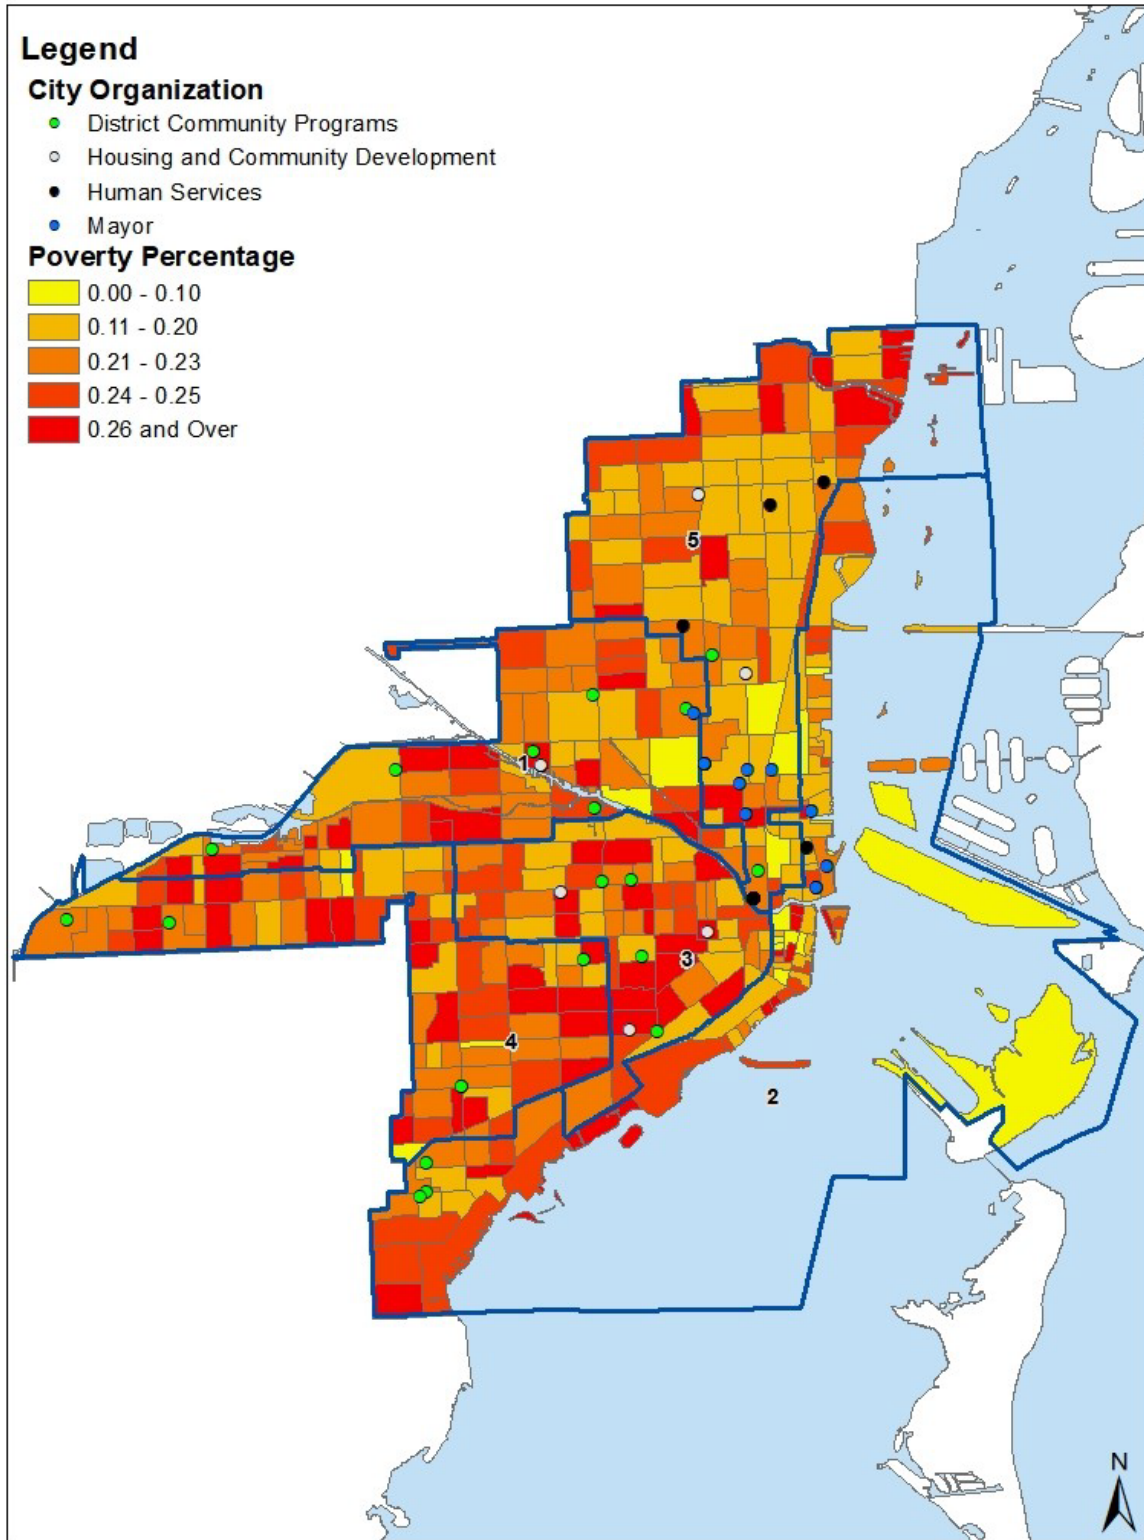 Legend
City Organization
District Community Programs
Housing and Community Development
Human Services
Mayor
Poverty Percentage
0.00 - 0.10
0.11 - 0.20
0.21 - 0.23
0.24 - 0.25
0.26 and Over
5
1
3
4
2
N